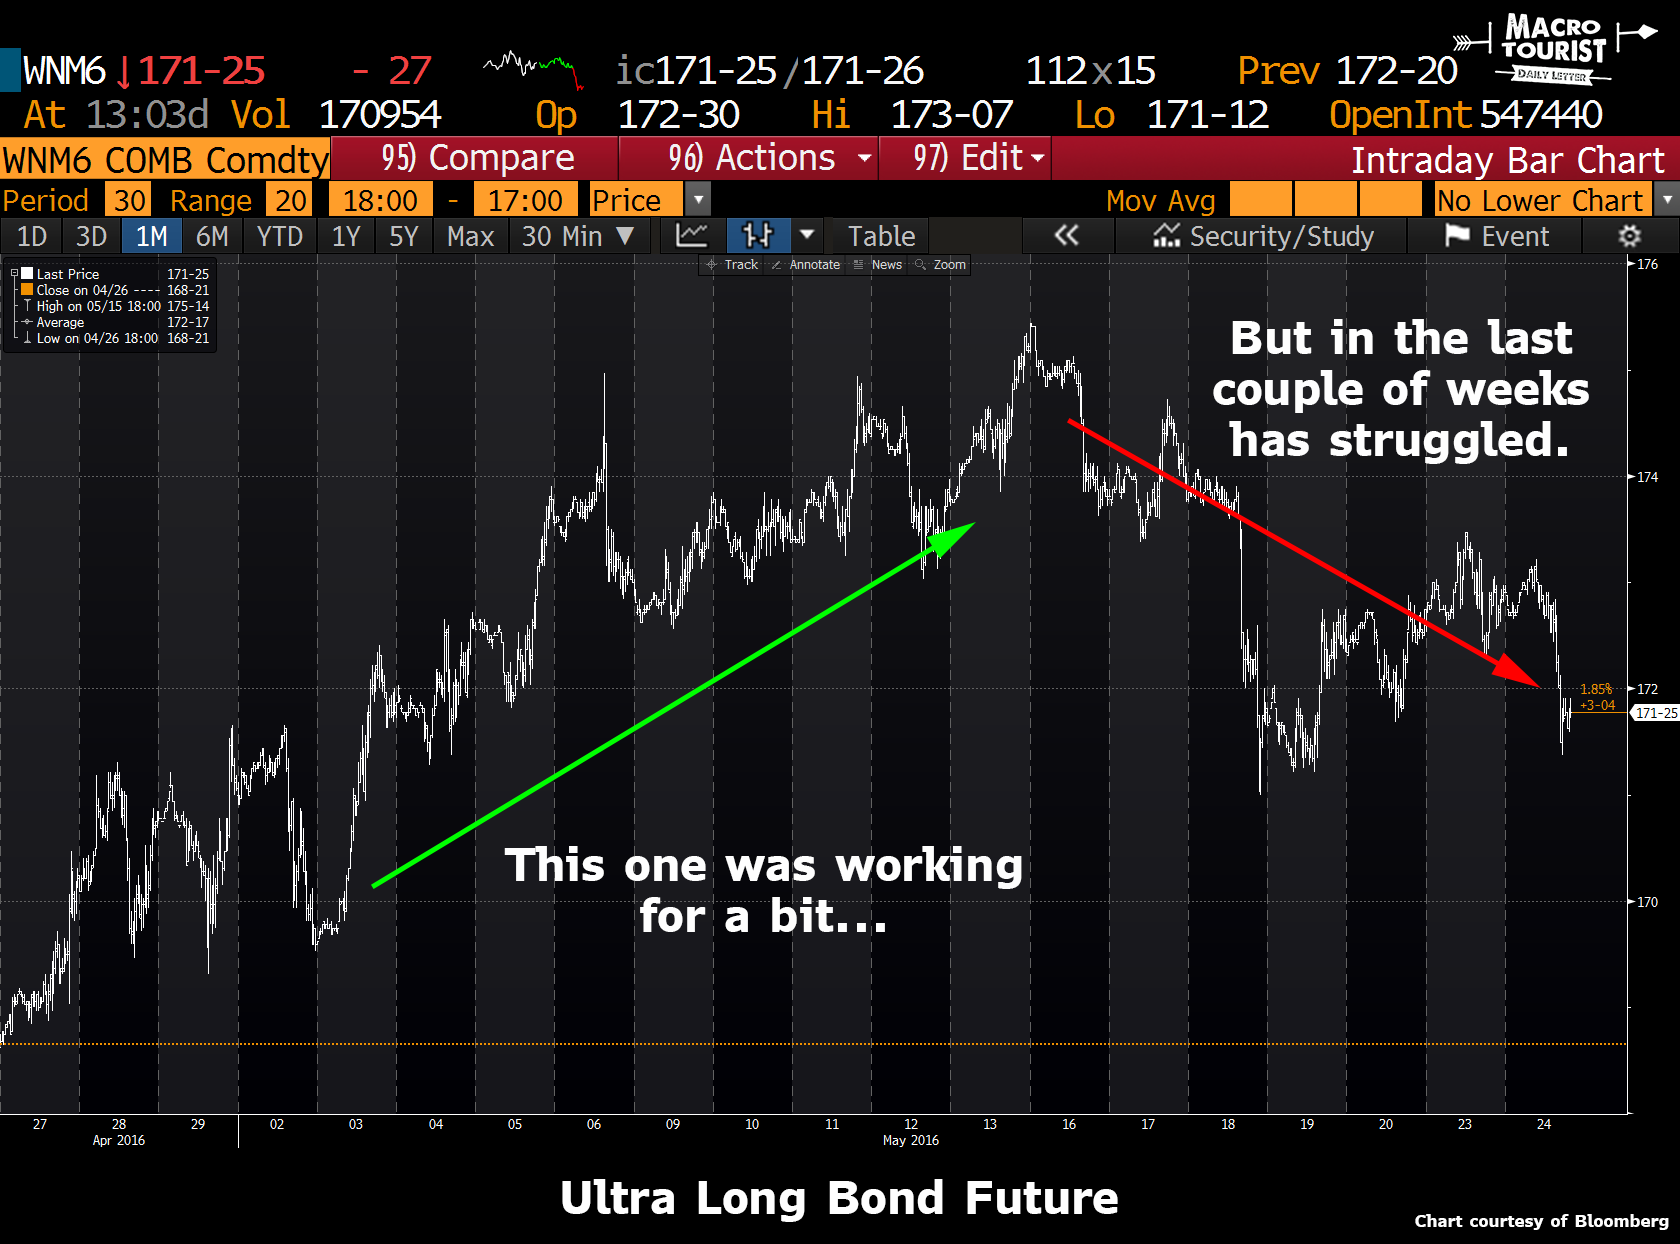 MACRO
TOURIST
DAILY LETTER
WNM6 ↓171-25 - 27 ic171-25/171-26 112x15 Prev 172-20
At 13:03d Vol 170954 Op 172-30 Hi 173-07 Lo 171-12 OpenInt 547440
WNM6 COMB Comdty 95) Compare 96) Actions 97) Edit Intraday Bar Chart
Period 30 Range 20 18:00 - 17:00 Price Mov Avg No Lower Chart
1D 3D 1M 6M YTD 1Y 5Y Max 30 Min ▼ Table « Security/Study Event
Track Annotate News Zoom
Last Price 171-25
Close on 04/26 ---- 168-21
High on 05/15 18:00 175-14
Average 172-17
Low on 04/26 18:00 168-21
176
But in the last
couple of weeks
has struggled.
174
172
1.85%
+3-04
171-25
This one was working
for a bit...
170
27 28 29 02 03 04 05 06 09 10 11 12 13 16 17 18 19 20 23 24
Apr 2016 May 2016
Ultra Long Bond Future
Chart courtesy of Bloomberg